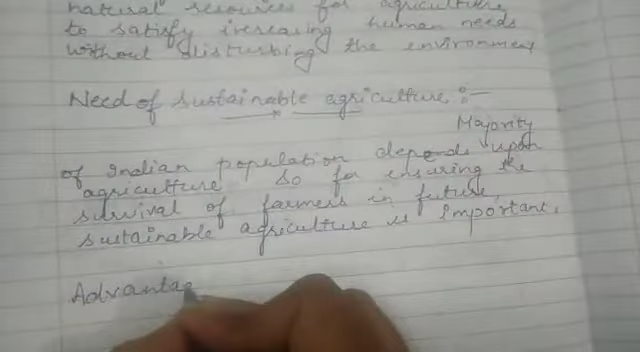 natural resources for agriculture
to satisfy increasing human needs
without disturbing the environment
Need of sustainable agriculture :-
Majority
of Indian population depends upon
agriculture so for ensuring the
survival of farmers in future,
sustainable agriculture is important.
Advantag